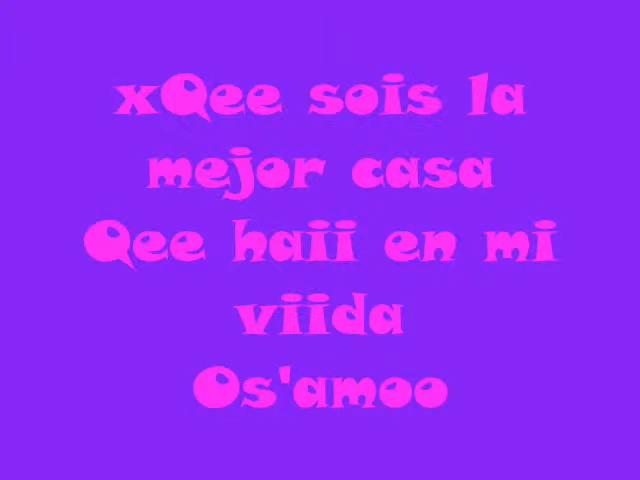 xQee sois la
mejor casa
Qee haii en mi
viida
Os'amoo